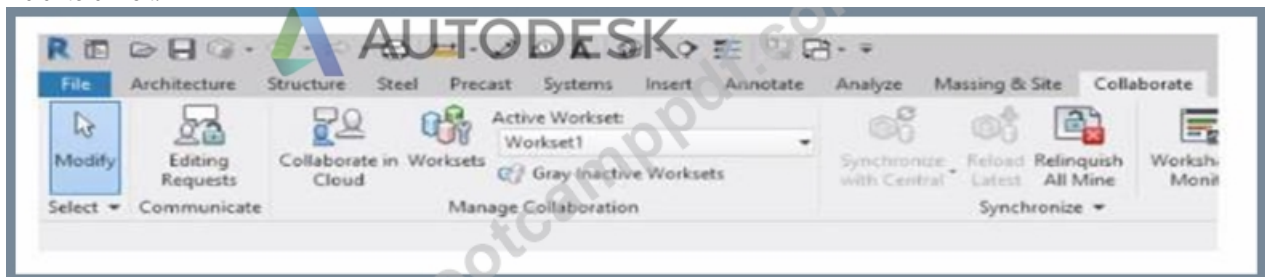 AUTODESK
File Architecture Structure Steel Precast Systems Insert Annotate Analyze Massing & Site Collaborate
Modify
Editing Requests
Collaborate in Cloud
Worksets
Active Workset:
Workset1
Gray Inactive Worksets
Synchronize with Central
Reload Latest
Relinquish All Mine
Select
Communicate
Manage Collaboration
Synchronize